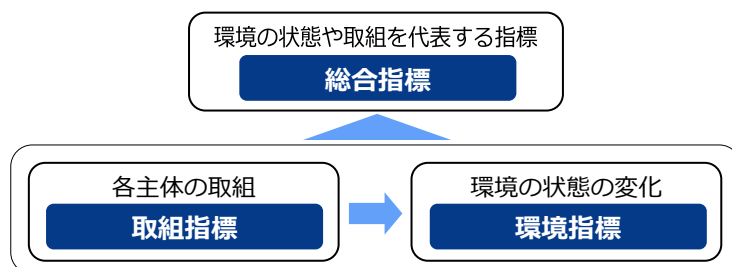 環境の状態や取組を代表する指標
総合指標
各主体の取組
取組指標
環境の状態の変化
環境指標